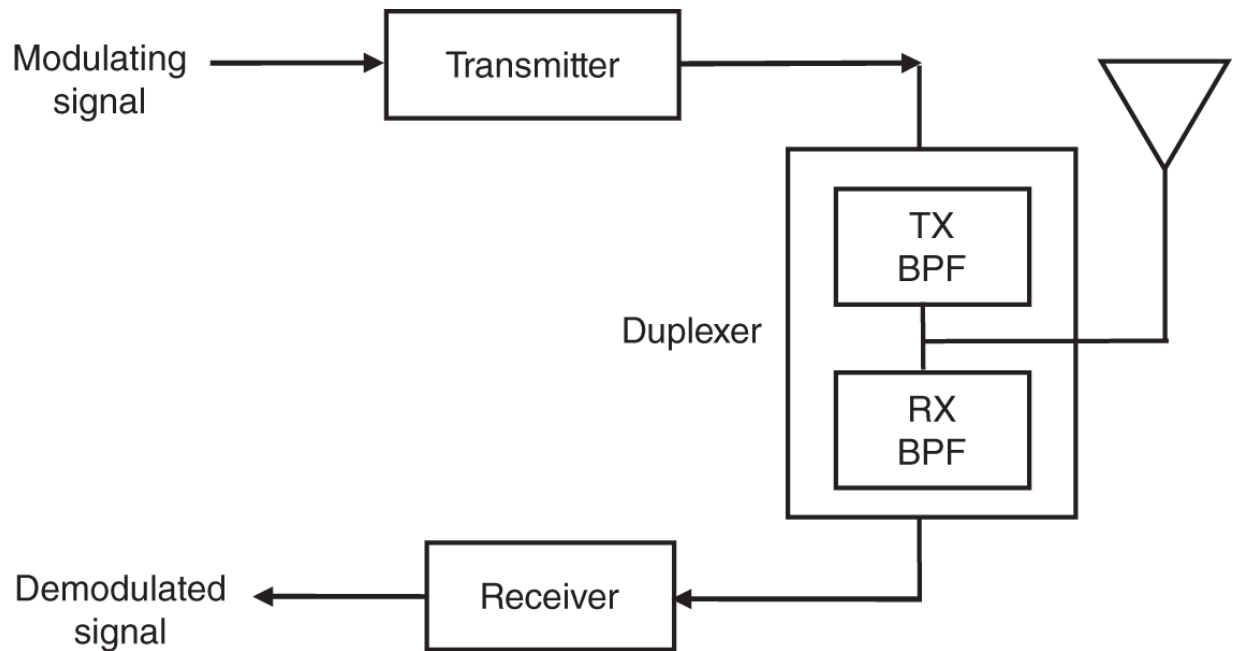 Modulating
signal
Transmitter
TX
BPF
Duplexer
RX
BPF
Receiver
Demodulated
signal